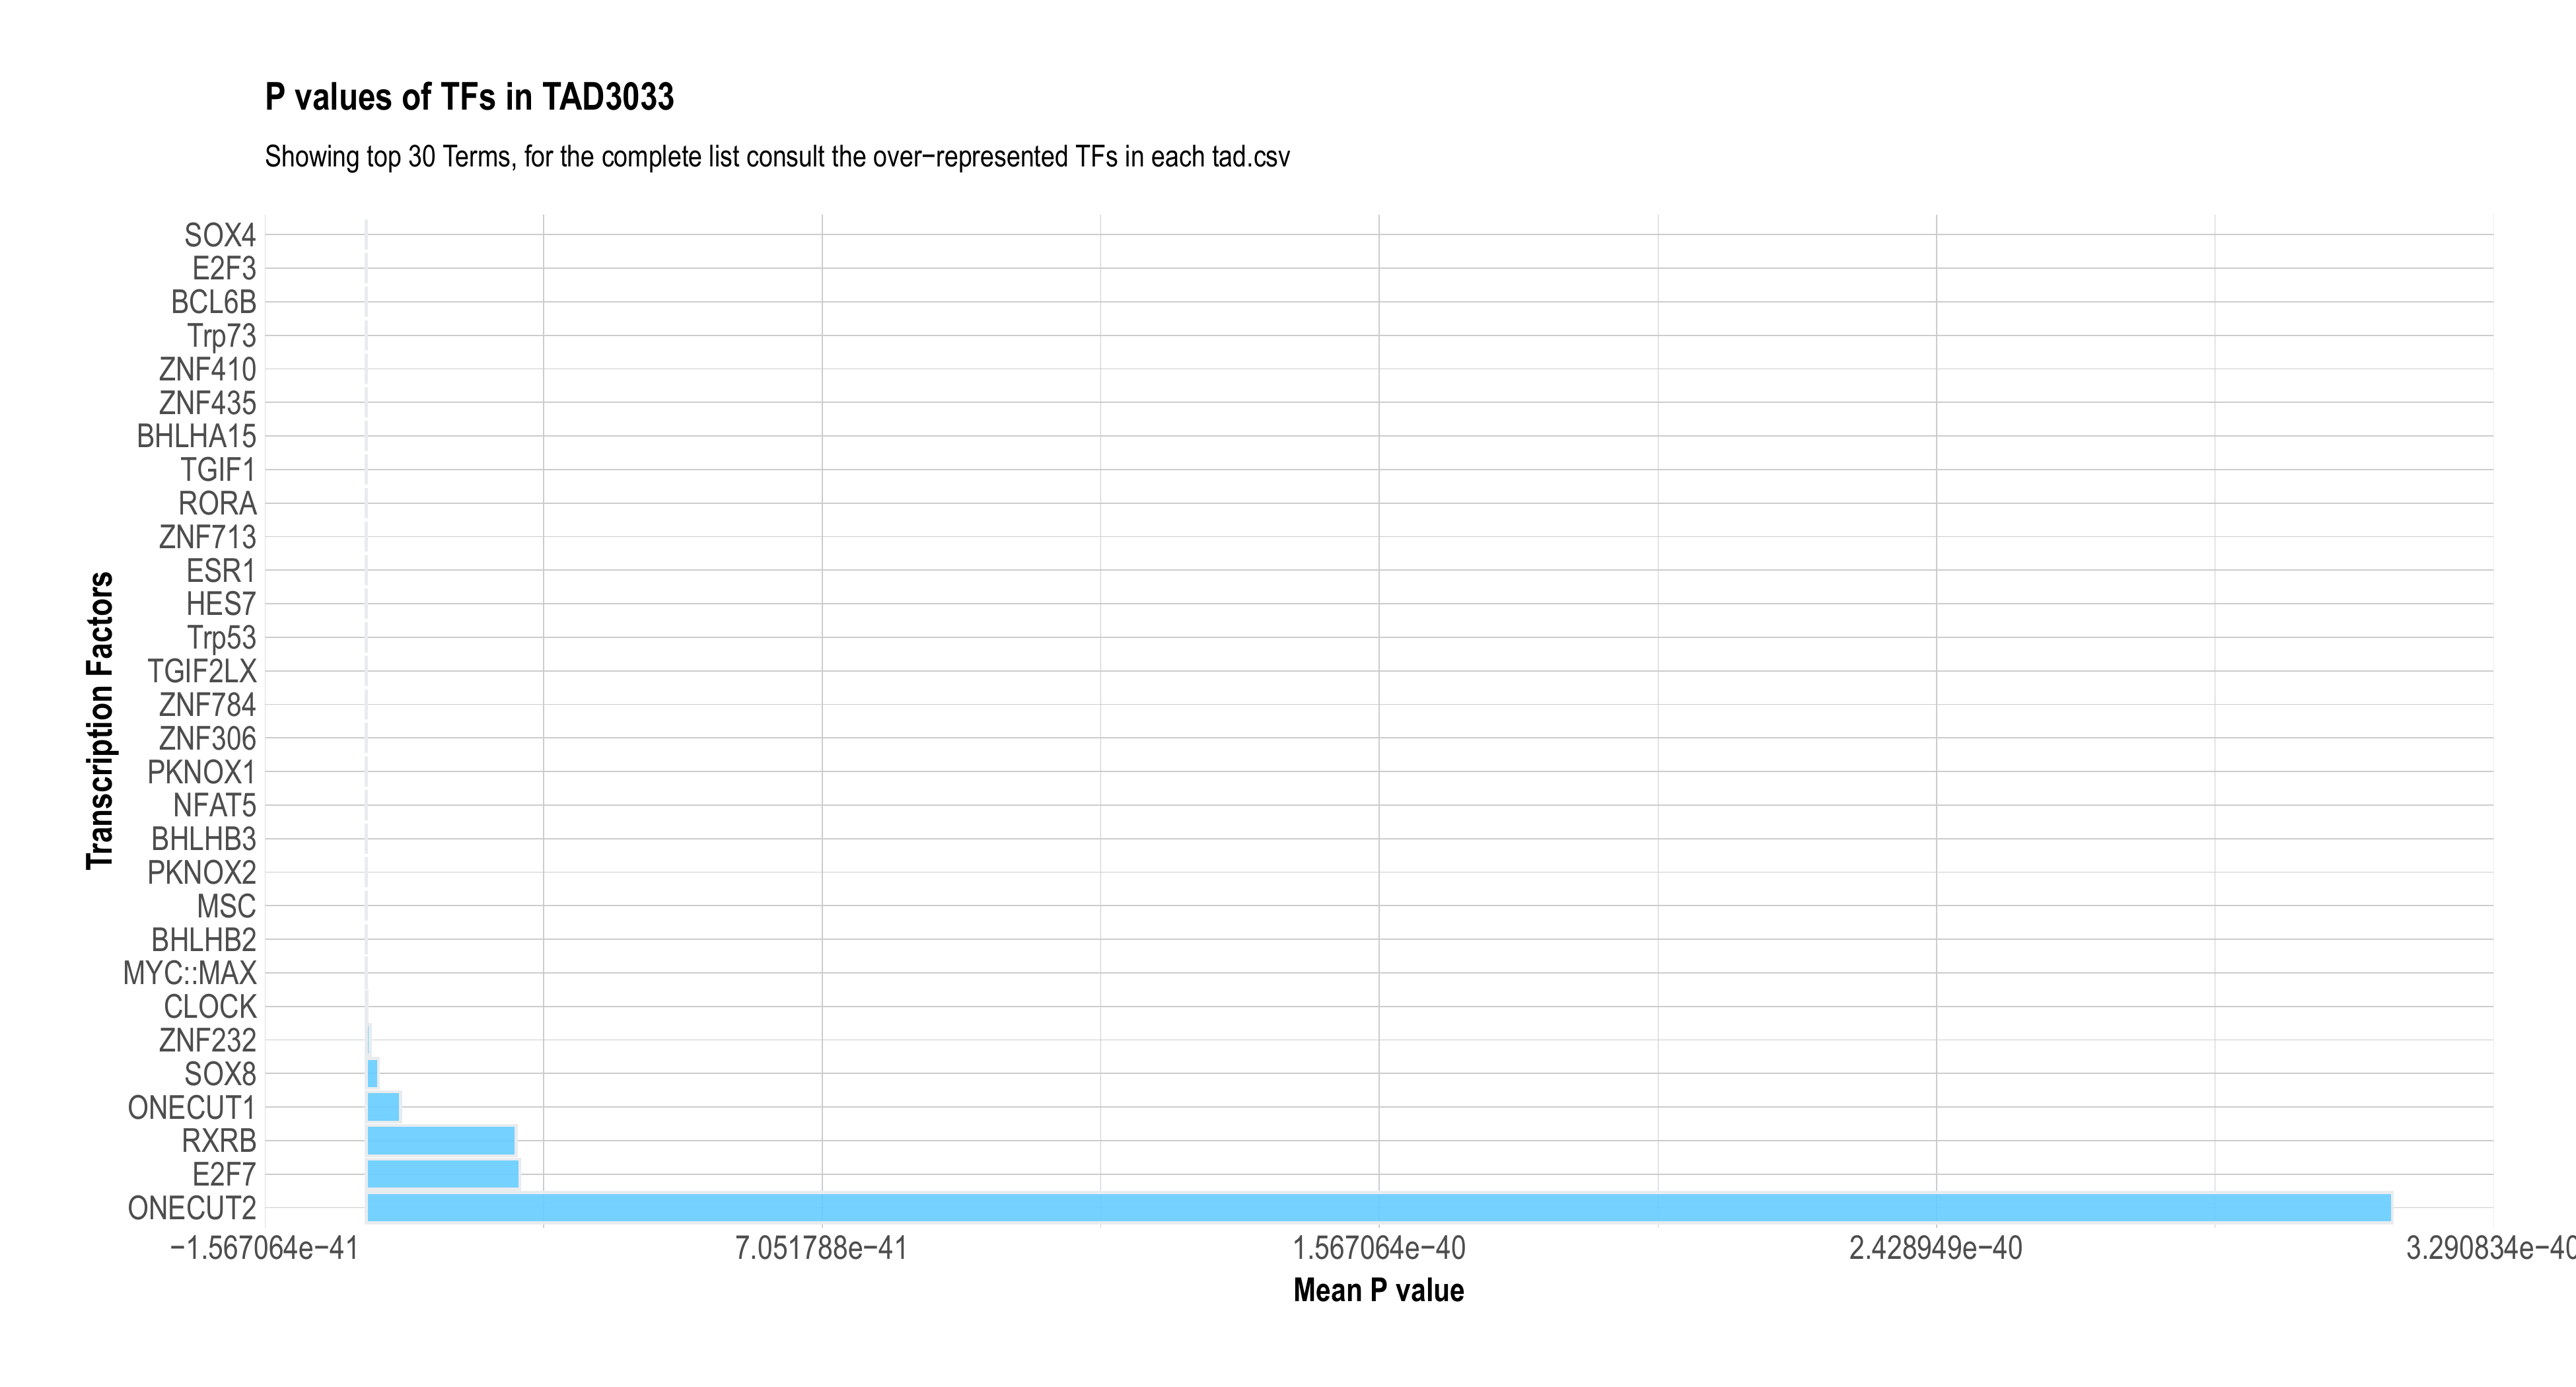 P values of TFs in TAD3033
Showing top 30 Terms, for the complete list consult the over−represented TFs in each tad.csv
Transcription Factors
SOX4
E2F3
BCL6B
Trp73
ZNF410
ZNF435
BHLHA15
TGIF1
RORA
ZNF713
ESR1
HES7
Trp53
TGIF2LX
ZNF784
ZNF306
PKNOX1
NFAT5
BHLHB3
PKNOX2
MSC
BHLHB2
MYC::MAX
CLOCK
ZNF232
SOX8
ONECUT1
RXRB
E2F7
ONECUT2
−1.567064e−41 7.051788e−41 1.567064e−40 2.428949e−40 3.290834e−40
Mean P value